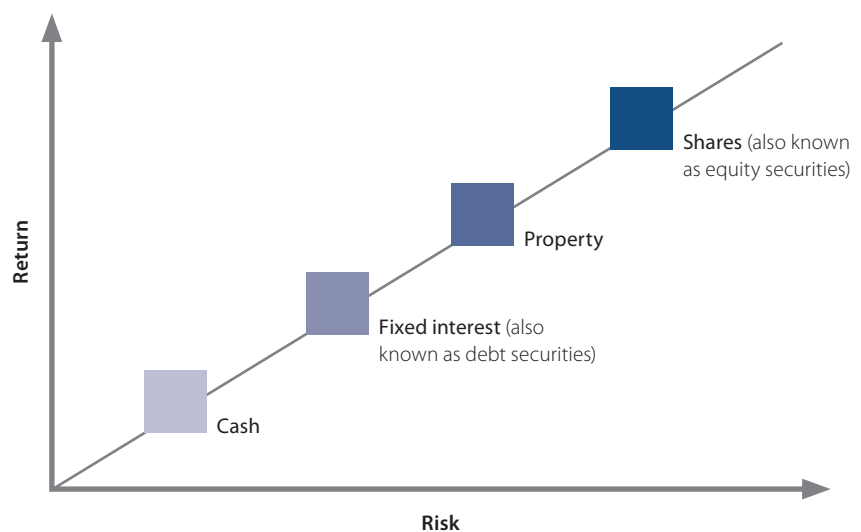 Return
Shares (also known
as equity securities)
Property
Fixed interest (also
known as debt securities)
Cash
Risk